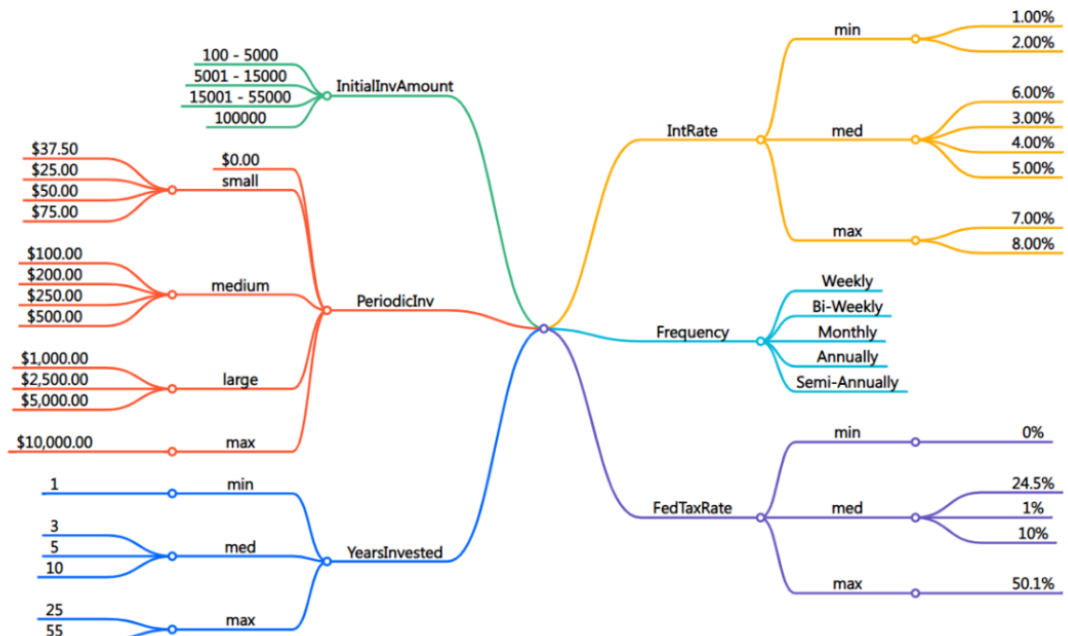 InitialInvAmount
100 - 5000
5001 - 15000
15001 - 55000
100000
PeriodicInv
$0.00
small
$37.50
$25.00
$50.00
$75.00
medium
$100.00
$200.00
$250.00
$500.00
large
$1,000.00
$2,500.00
$5,000.00
max
$10,000.00
YearsInvested
min
1
med
3
5
10
max
25
55
IntRate
min
1.00%
2.00%
med
6.00%
3.00%
4.00%
5.00%
max
7.00%
8.00%
Frequency
Weekly
Bi-Weekly
Monthly
Annually
Semi-Annually
FedTaxRate
min
0%
med
24.5%
1%
10%
max
50.1%